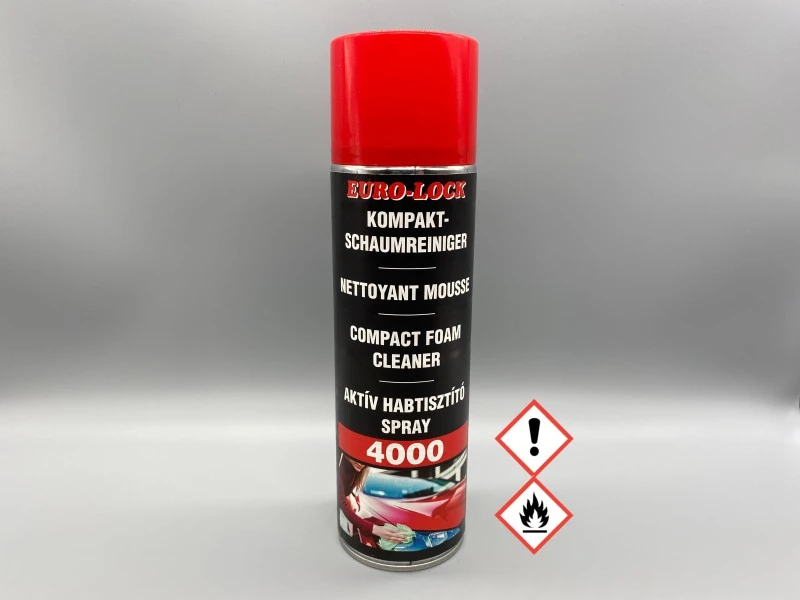 EURO-LOCK
KOMPAKT-
SCHAUMREINIGER
NETTOYANT MOUSSE
COMPACT FOAM
CLEANER
AKTÍV HABTISZTÍTÓ
SPRAY
4000